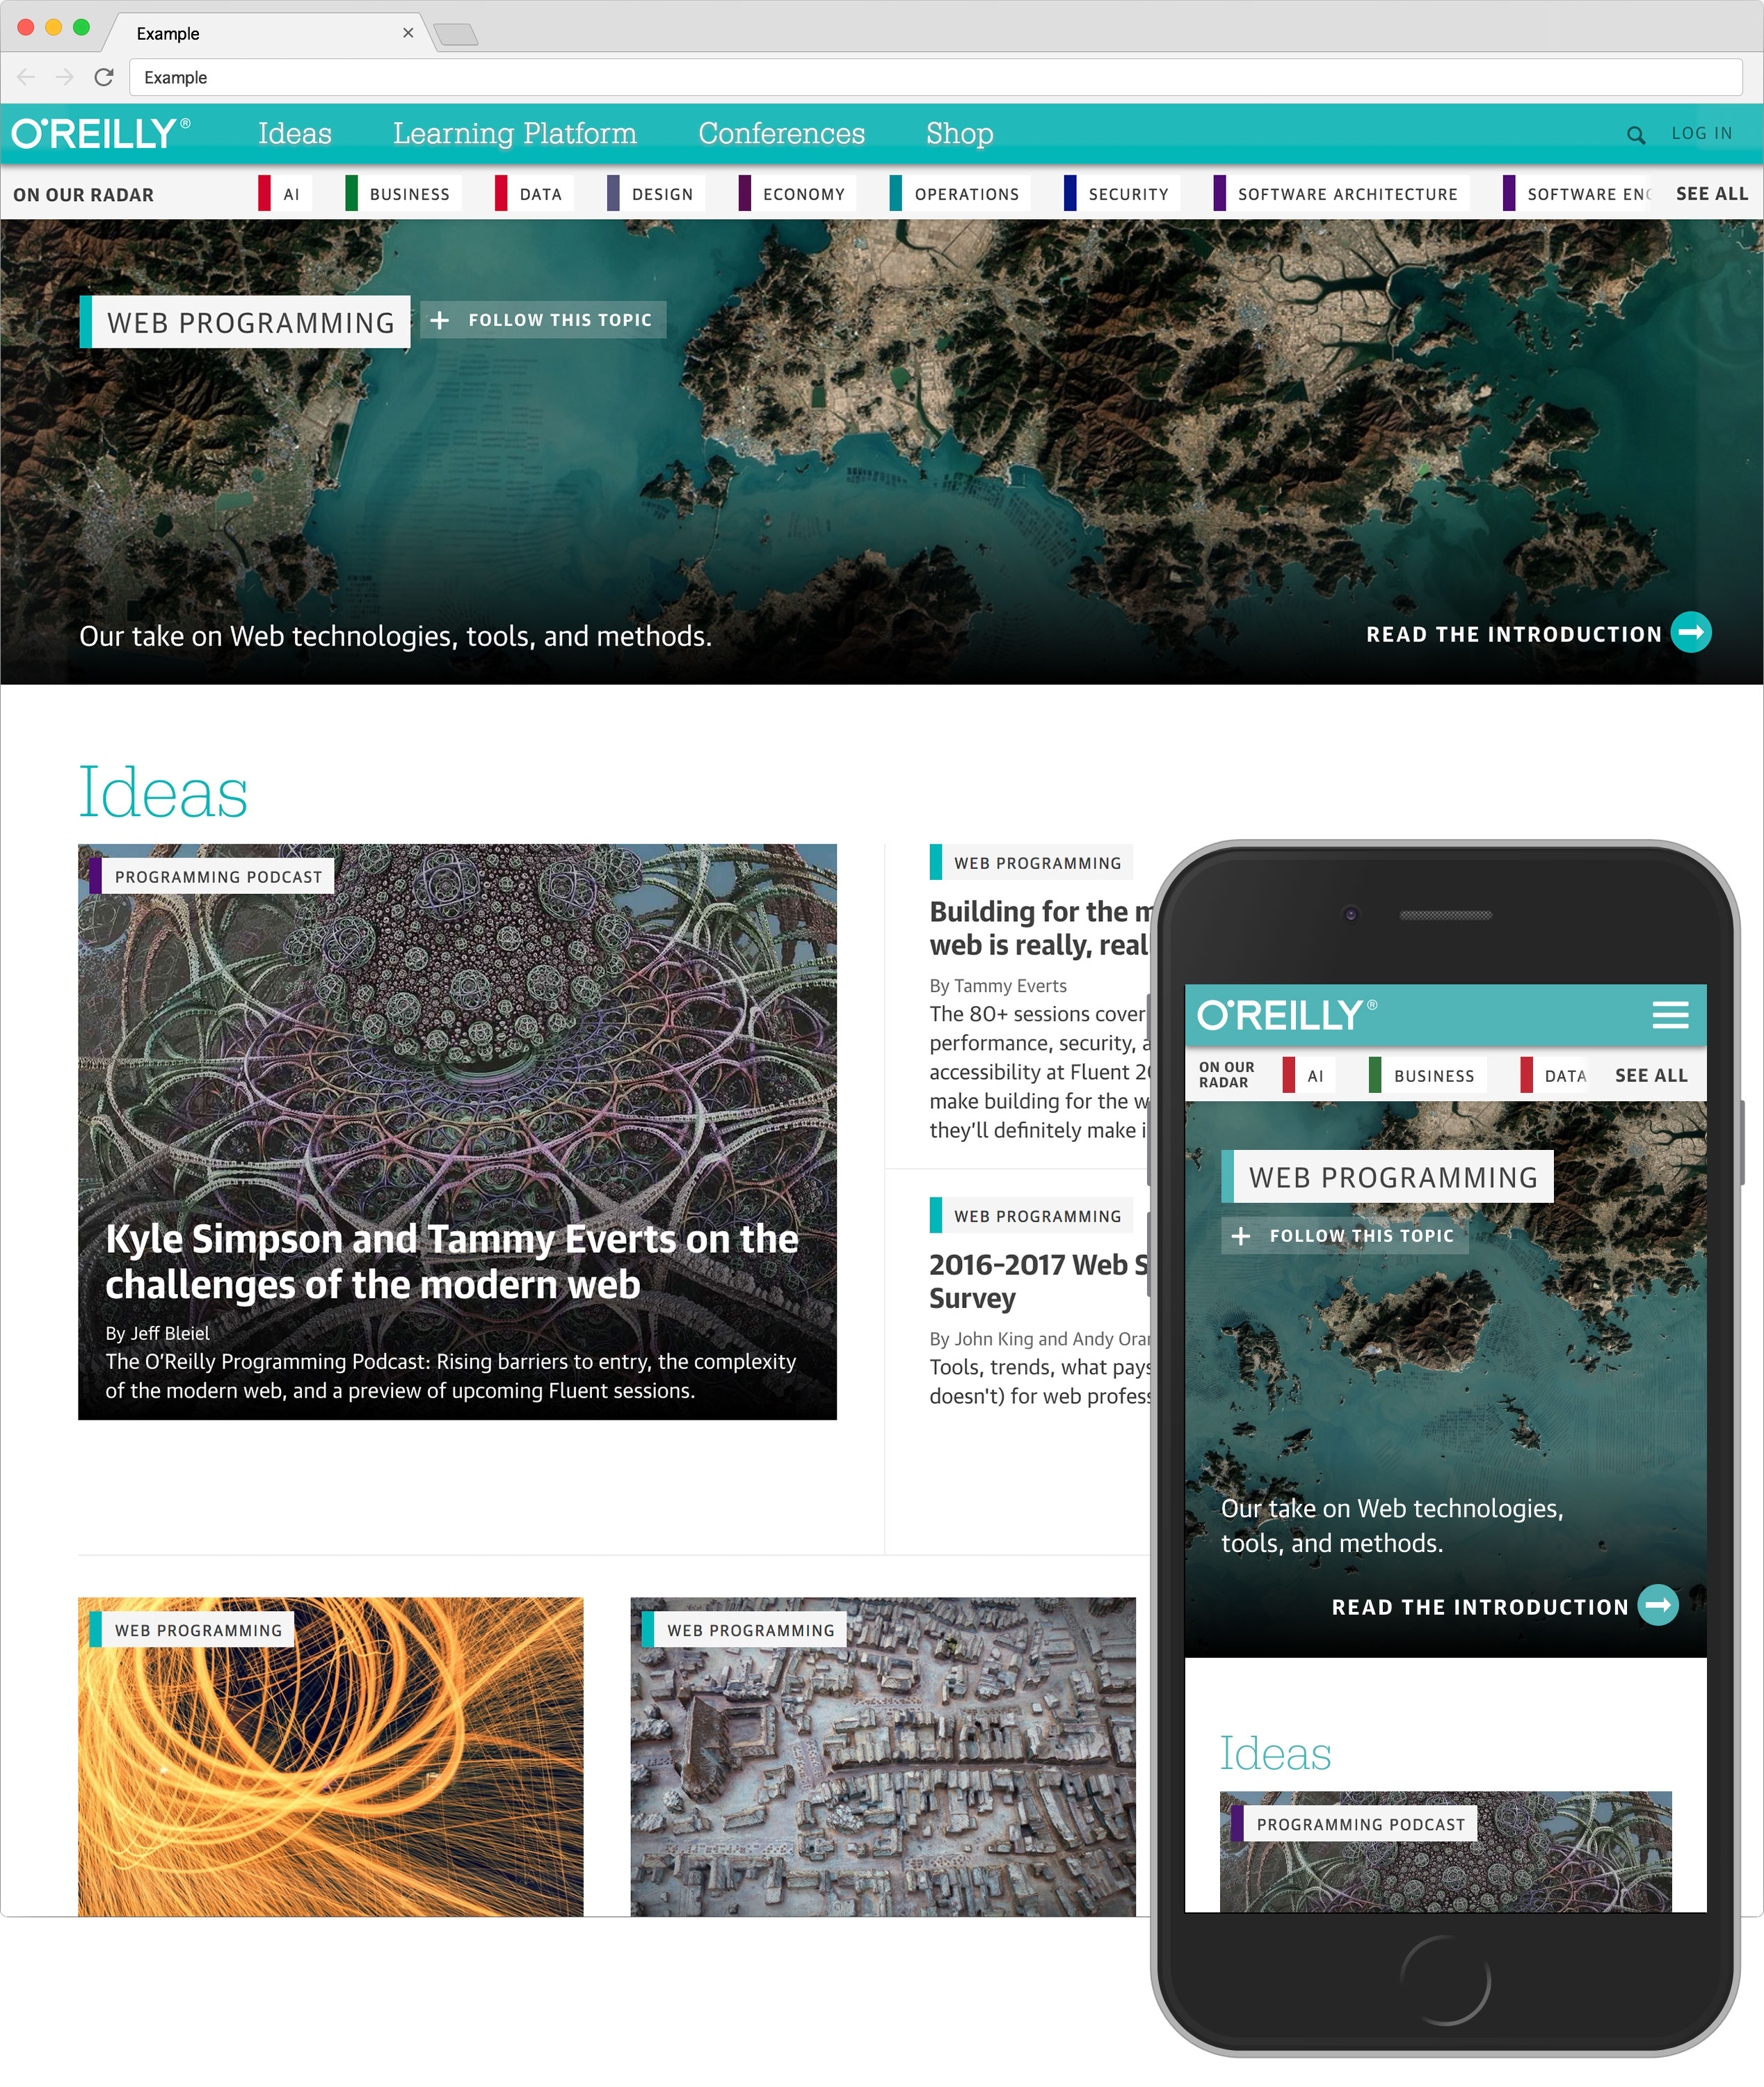 Example
Example
O'REILLY®
Ideas
Learning Platform
Conferences
Shop
LOG IN
ON OUR RADAR
AI
BUSINESS
DATA
DESIGN
ECONOMY
OPERATIONS
SECURITY
SOFTWARE ARCHITECTURE
SOFTWARE
SEE ALL
WEB PROGRAMMING
+ FOLLOW THIS TOPIC
Our take on Web technologies, tools, and methods.
READ THE INTRODUCTION
Ideas
PROGRAMMING PODCAST
Kyle Simpson and Tammy Everts on the
challenges of the modern web
By Jeff Bleiel
The O'Reilly Programming Podcast: Rising barriers to entry, the complexity
of the modern web, and a preview of upcoming Fluent sessions.
WEB PROGRAMMING
Building for the
web is really,
By Tammy Everts
The 80+ sessions cover
performance, security,
accessibility at Fluent
make building for the
they'll definitely make
WEB PROGRAMMING
2016–2017 Web
Survey
By John King and Andy
Tools, trends, what pays
doesn't) for web
WEB PROGRAMMING
WEB PROGRAMMING
O'REILLY®
ON OUR
RADAR
AI
BUSINESS
DATA
SEE ALL
WEB PROGRAMMING
+ FOLLOW THIS TOPIC
Our take on Web technologies,
tools, and methods.
READ THE INTRODUCTION
Ideas
PROGRAMMING PODCAST